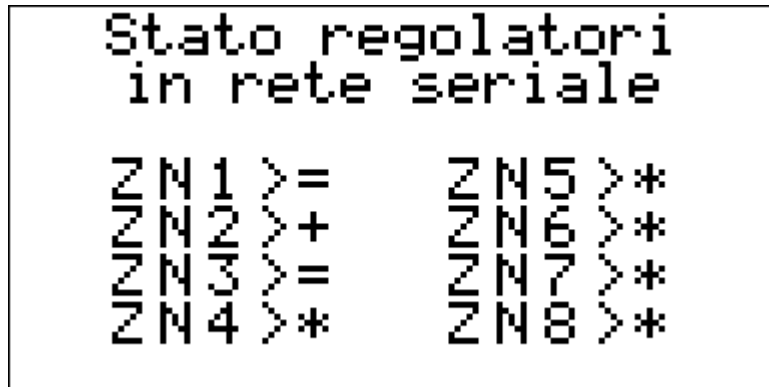 Stato regolatori
in rete seriale
ZN1>= ZN5>*
ZN2>+ ZN6>*
ZN3>= ZN7>*
ZN4>* ZN8>*